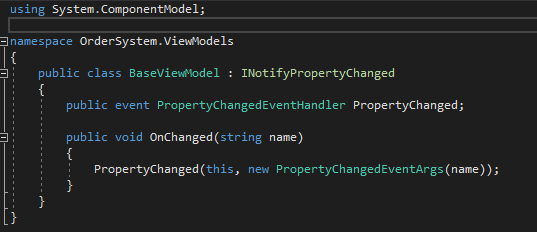 using System.ComponentModel;
namespace OrderSystem.ViewModels
{
public class BaseViewModel : INotifyPropertyChanged
{
public event PropertyChangedEventHandler PropertyChanged;
public void OnChanged(string name)
{
PropertyChanged(this, new PropertyChangedEventArgs(name));
}
}
}